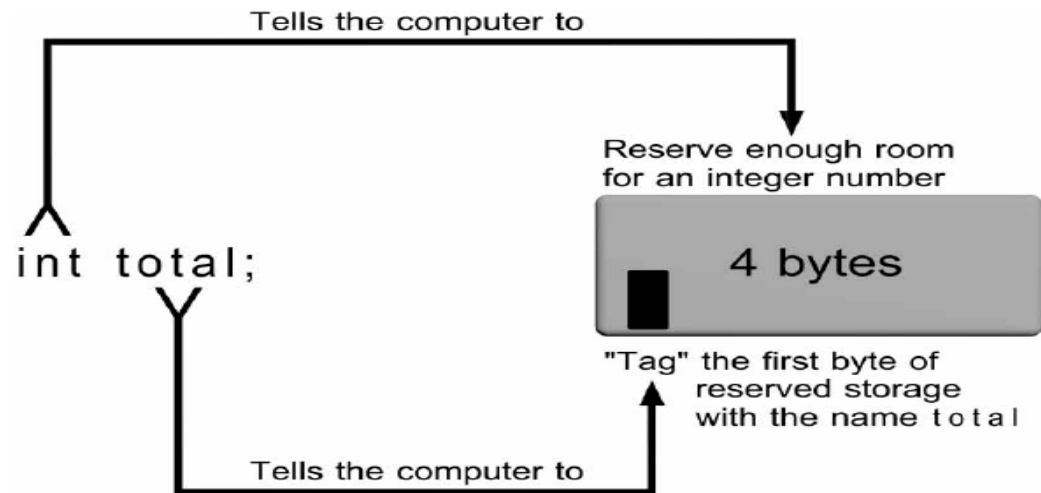 Tells the computer to
Reserve enough room
for an integer number
int total;
4 bytes
"Tag" the first byte of
reserved storage
with the name total
Tells the computer to